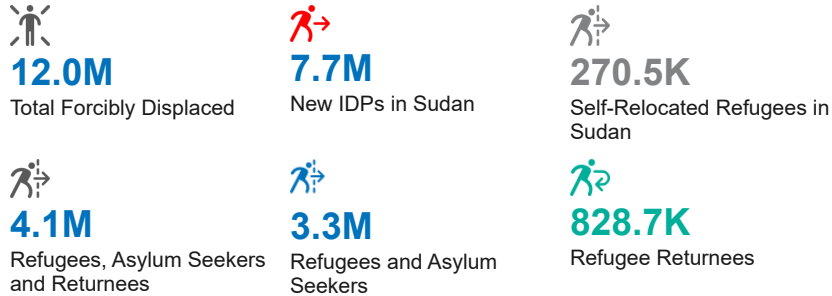 12.0M
Total Forcibly Displaced
7.7M
New IDPs in Sudan
270.5K
Self-Relocated Refugees in
Sudan
4.1M
Refugees, Asylum Seekers
and Returnees
3.3M
Refugees and Asylum
Seekers
828.7K
Refugee Returnees